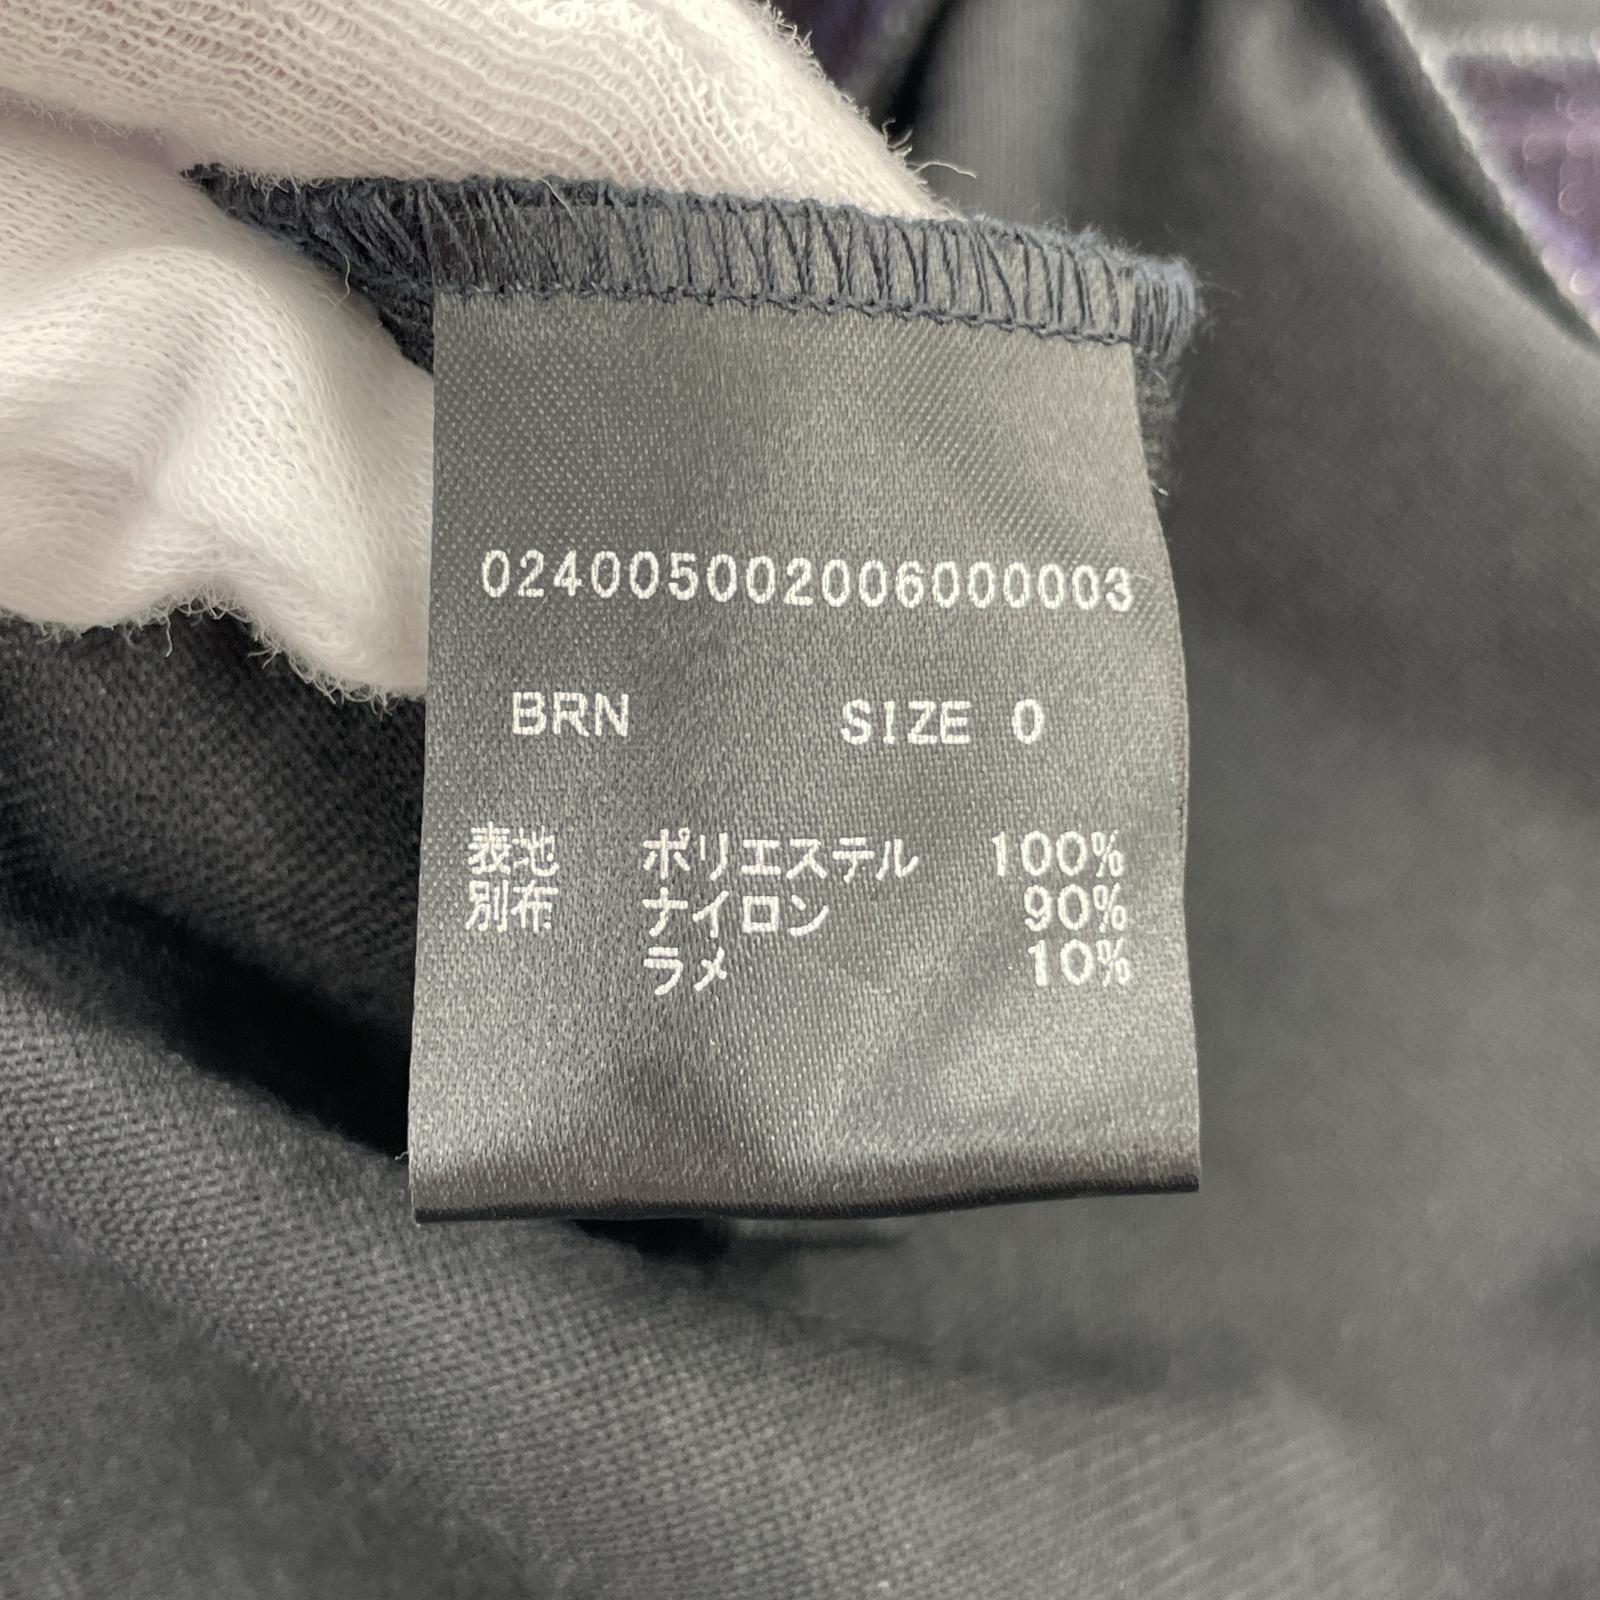 024005002006000003
BRN SIZE 0
表地 ポリエステル 100%
別布 ナイロン 90%
ラメ 10%